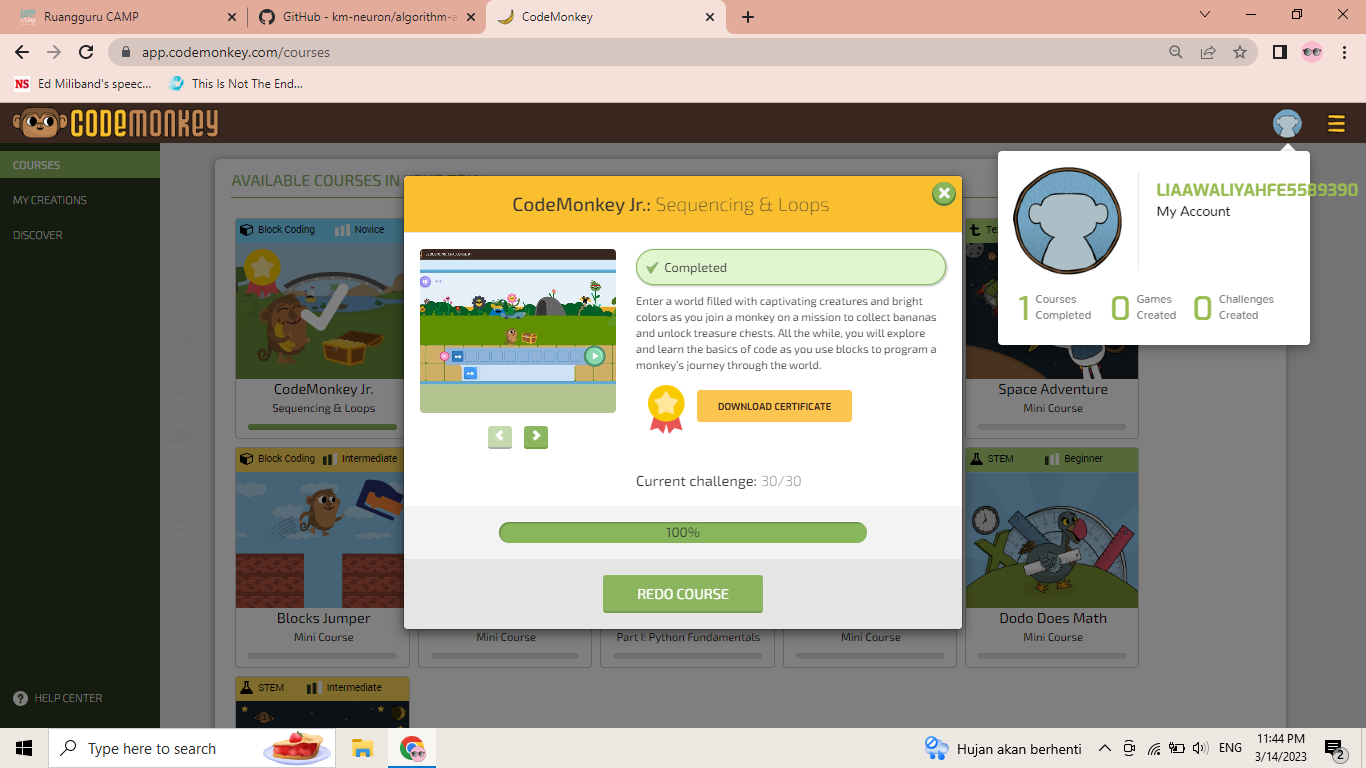 Ruangguru CAMP
GitHub - km-neuron/algorithm-a
CodeMonkey
app.codemonkey.com/courses
NS Ed Miliband's speec...
This Is Not The End...
CODEMONKEY
COURSES
MY CREATIONS
DISCOVER
HELP CENTER
AVAILABLE COURSES IN
LIAAWALIYAHFE5589390
My Account
1 Courses Completed
0 Games Created
0 Challenges Created
CodeMonkey Jr.: Sequencing & Loops
Completed
Enter a world filled with captivating creatures and bright
colors as you join a monkey on a mission to collect bananas
and unlock treasure chests. All the while, you will explore
and learn the basics of code as you use blocks to program a
monkey's journey through the world.
DOWNLOAD CERTIFICATE
Current challenge: 30/30
100%
REDO COURSE
Block Coding Novice
CodeMonkey Jr.
Sequencing & Loops
Space Adventure
Mini Course
Block Coding Intermediate
Blocks Jumper
Mini Course
Mini Course
Part I: Python Fundamentals
Mini Course
STEM Beginner
Dodo Does Math
Mini Course
STEM Intermediate
Type here to search
Hujan akan berhenti
ENG
11:44 PM
3/14/2023
2